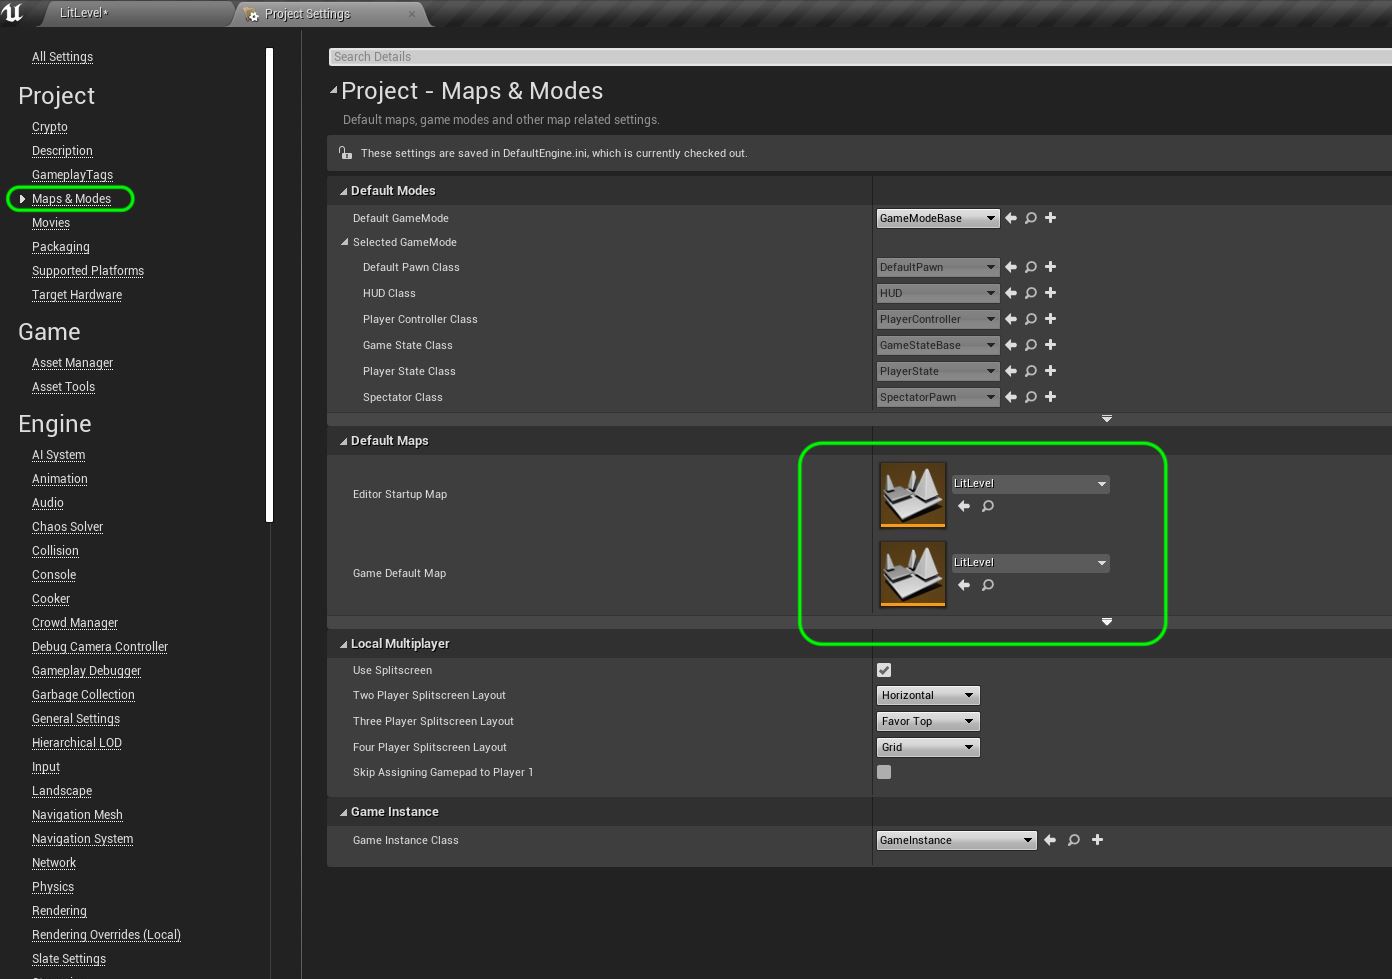 LitLevel*
Project Settings
All Settings
Project
Crypto
Description
GameplayTags
Maps & Modes
Movies
Packaging
Supported Platforms
Target Hardware
Game
Asset Manager
Asset Tools
Engine
AI System
Animation
Audio
Chaos Solver
Collision
Console
Cooker
Crowd Manager
Debug Camera Controller
Gameplay Debugger
Garbage Collection
General Settings
Hierarchical LOD
Input
Landscape
Navigation Mesh
Navigation System
Network
Physics
Rendering
Rendering Overrides (Local)
Slate Settings
Search Details
Project - Maps & Modes
Default maps, game modes and other map related settings.
These settings are saved in DefaultEngine.ini, which is currently checked out.
Default Modes
Default GameMode GameModeBase
Selected GameMode
Default Pawn Class DefaultPawn
HUD Class HUD
Player Controller Class PlayerController
Game State Class GameStateBase
Player State Class PlayerState
Spectator Class SpectatorPawn
Default Maps
Editor Startup Map LitLevel
Game Default Map LitLevel
Local Multiplayer
Use Splitscreen
Two Player Splitscreen Layout Horizontal
Three Player Splitscreen Layout Favor Top
Four Player Splitscreen Layout Grid
Skip Assigning Gamepad to Player 1
Game Instance
Game Instance Class GameInstance